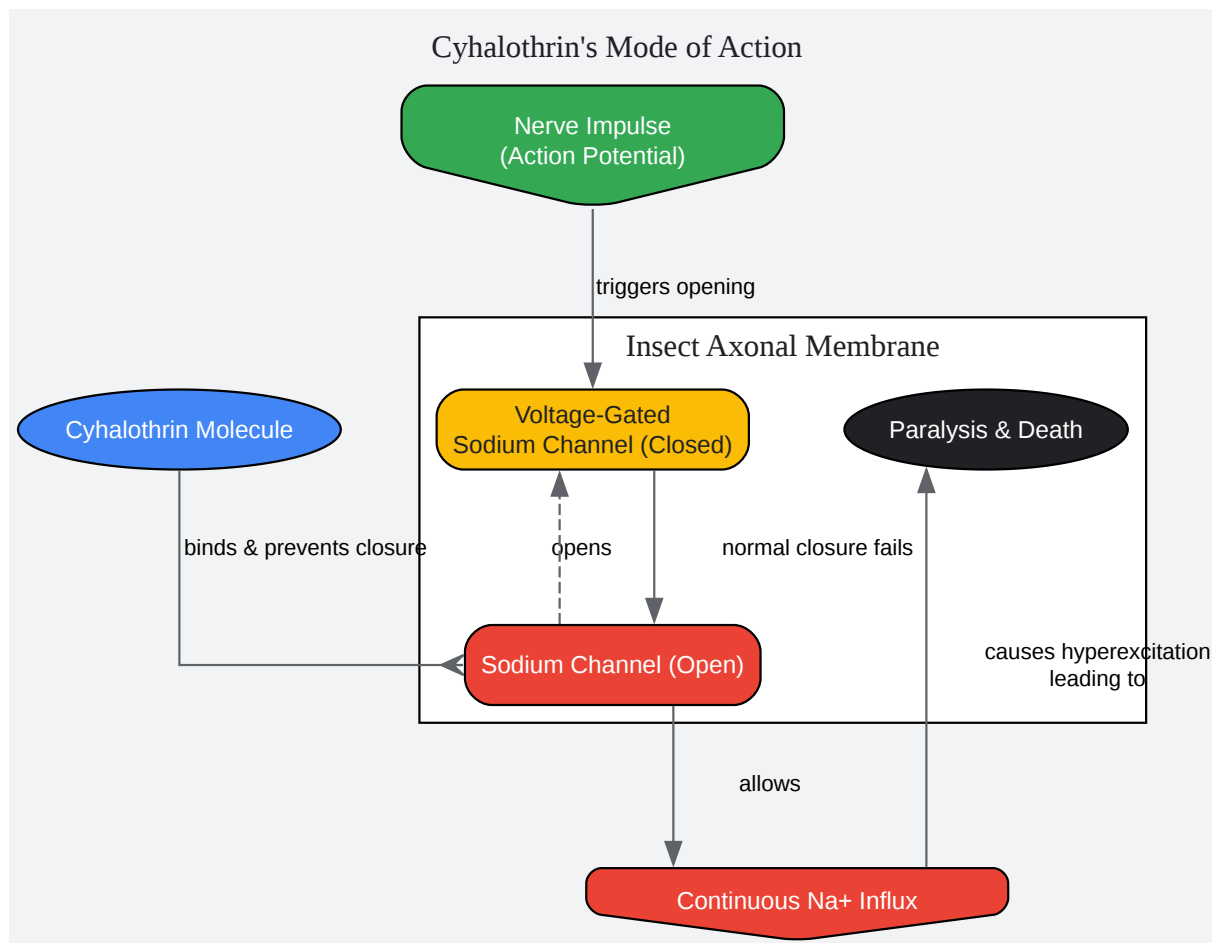 Cyhalothrin's Mode of Action
Nerve Impulse
(Action Potential)
triggers opening
Insect Axonal Membrane
Cyhalothrin Molecule
Voltage-Gated
Sodium Channel (Closed)
Paralysis & Death
binds & prevents closure
opens
normal closure fails
Sodium Channel (Open)
causes hyperexcitation
leading to
allows
Continuous Na+ Influx